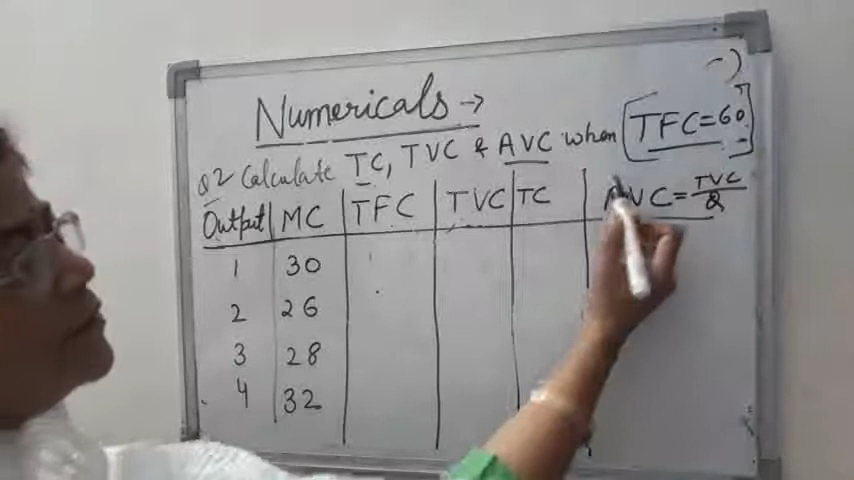 Numericals →
Q2 Calculate TC, TVC & AVC when [TFC=60]
Output MC TFC TVC TC AVC = TVC/Q
1 30
2 26
3 28
4 32